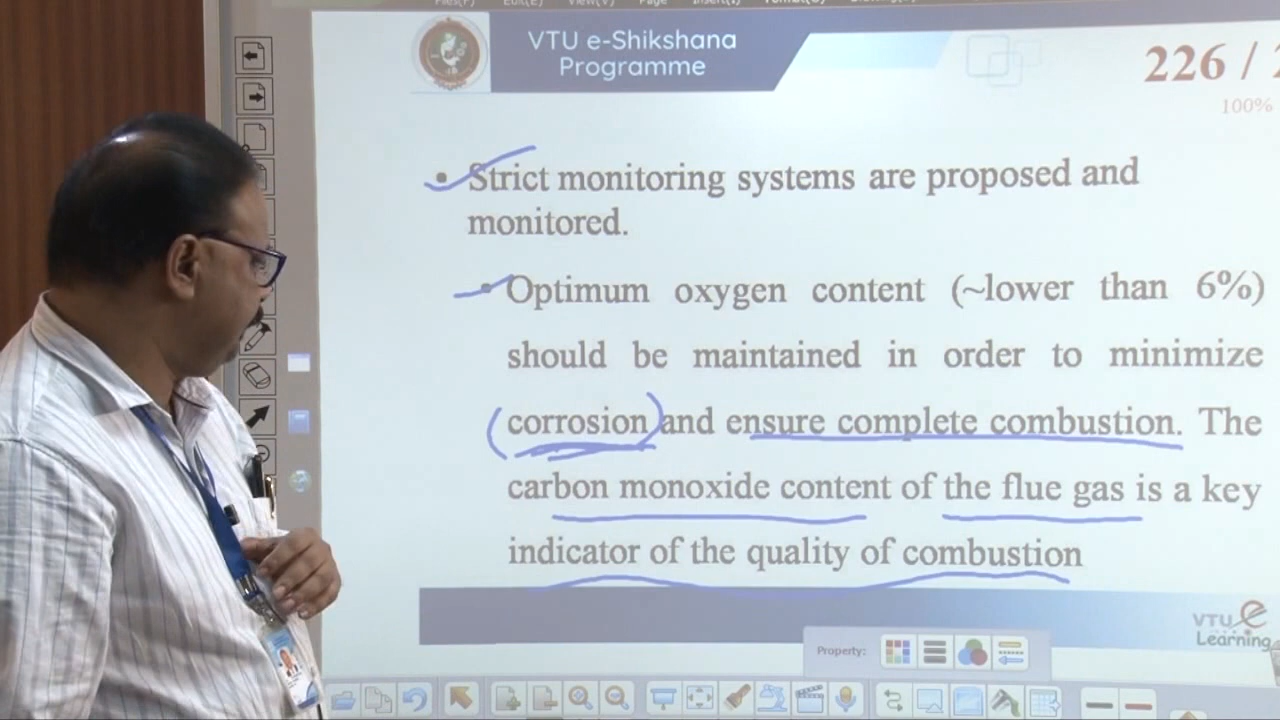 VTU e-Shikshana
Programme
226 /
100%
• Strict monitoring systems are proposed and
monitored.
• Optimum oxygen content (~lower than 6%)
should be maintained in order to minimize
corrosion and ensure complete combustion. The
carbon monoxide content of the flue gas is a key
indicator of the quality of combustion
VTU e
Learning
Property: